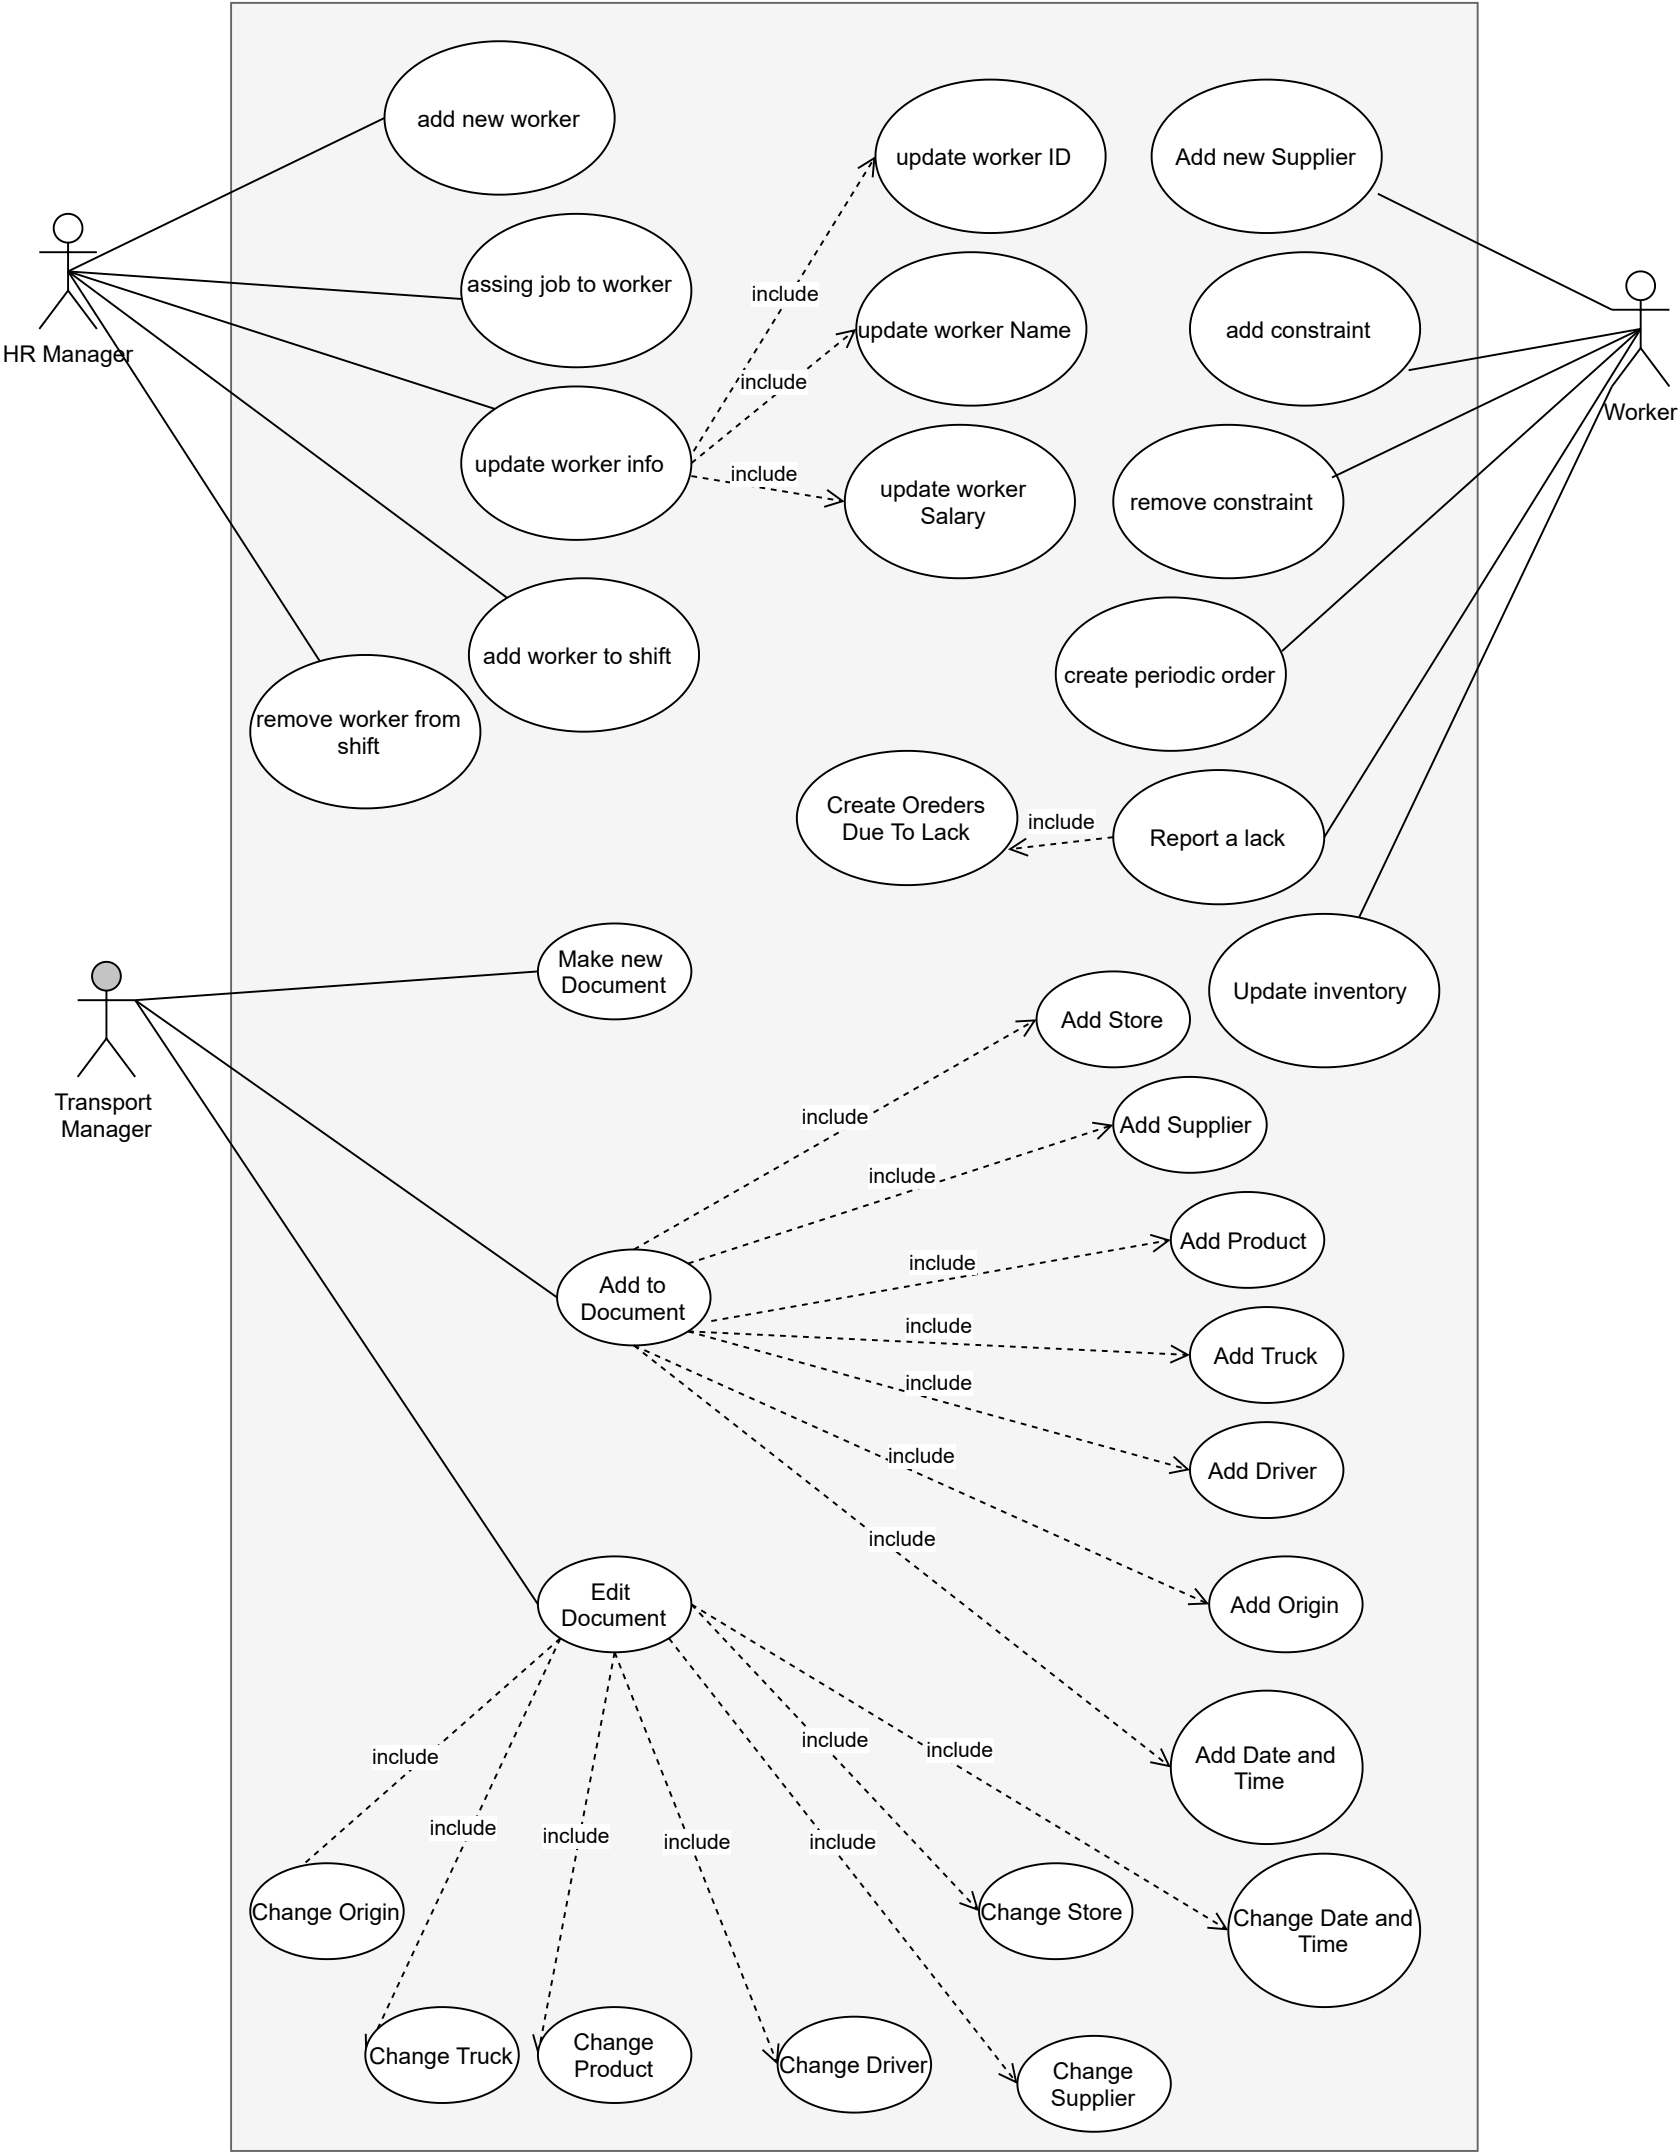 add new worker
update worker ID
Add new Supplier
assing job to worker
include
update worker Name
add constraint
HR Manager
include
Worker
update worker info
include
update worker
Salary
remove constraint
add worker to shift
create periodic order
remove worker from
shift
Create Oreders
Due To Lack
include
Report a lack
Make new
Document
Update inventory
Add Store
Transport
Manager
include
Add Supplier
include
Add Product
include
Add to
Document
include
Add Truck
include
Add Driver
include
include
Edit
Document
Add Origin
include
include
include
Add Date and
Time
include
include
include
include
Change Origin
Change Store
Change Date and
Time
Change Truck
Change
Product
Change Driver
Change
Supplier